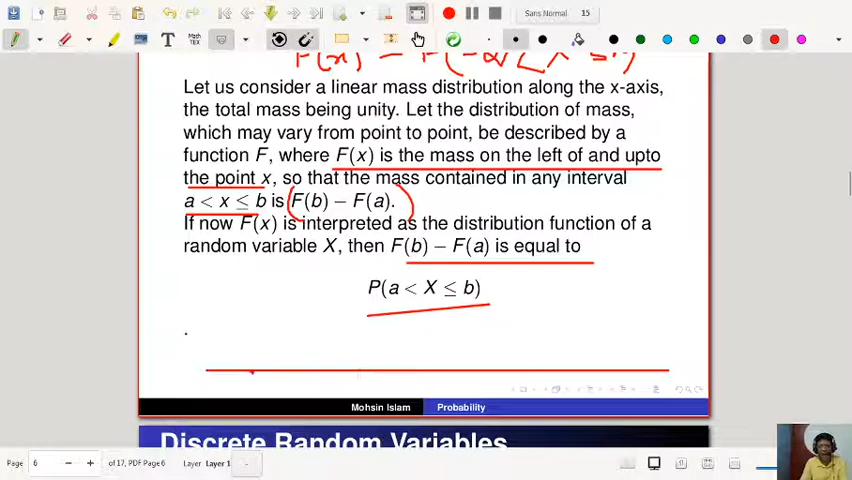 Sans Normal 15
F(x) = F(-∞ < X ≤ x)
Let us consider a linear mass distribution along the x-axis,
the total mass being unity. Let the distribution of mass,
which may vary from point to point, be described by a
function F, where F(x) is the mass on the left of and upto
the point x, so that the mass contained in any interval
a < x ≤ b is F(b) − F(a).
If now F(x) is interpreted as the distribution function of a
random variable X, then F(b) − F(a) is equal to
P(a < X ≤ b)
.
Mohsin Islam Probability
Discrete Random Variables
Page 6 of 17, PDF Page 6 Layer Layer 1